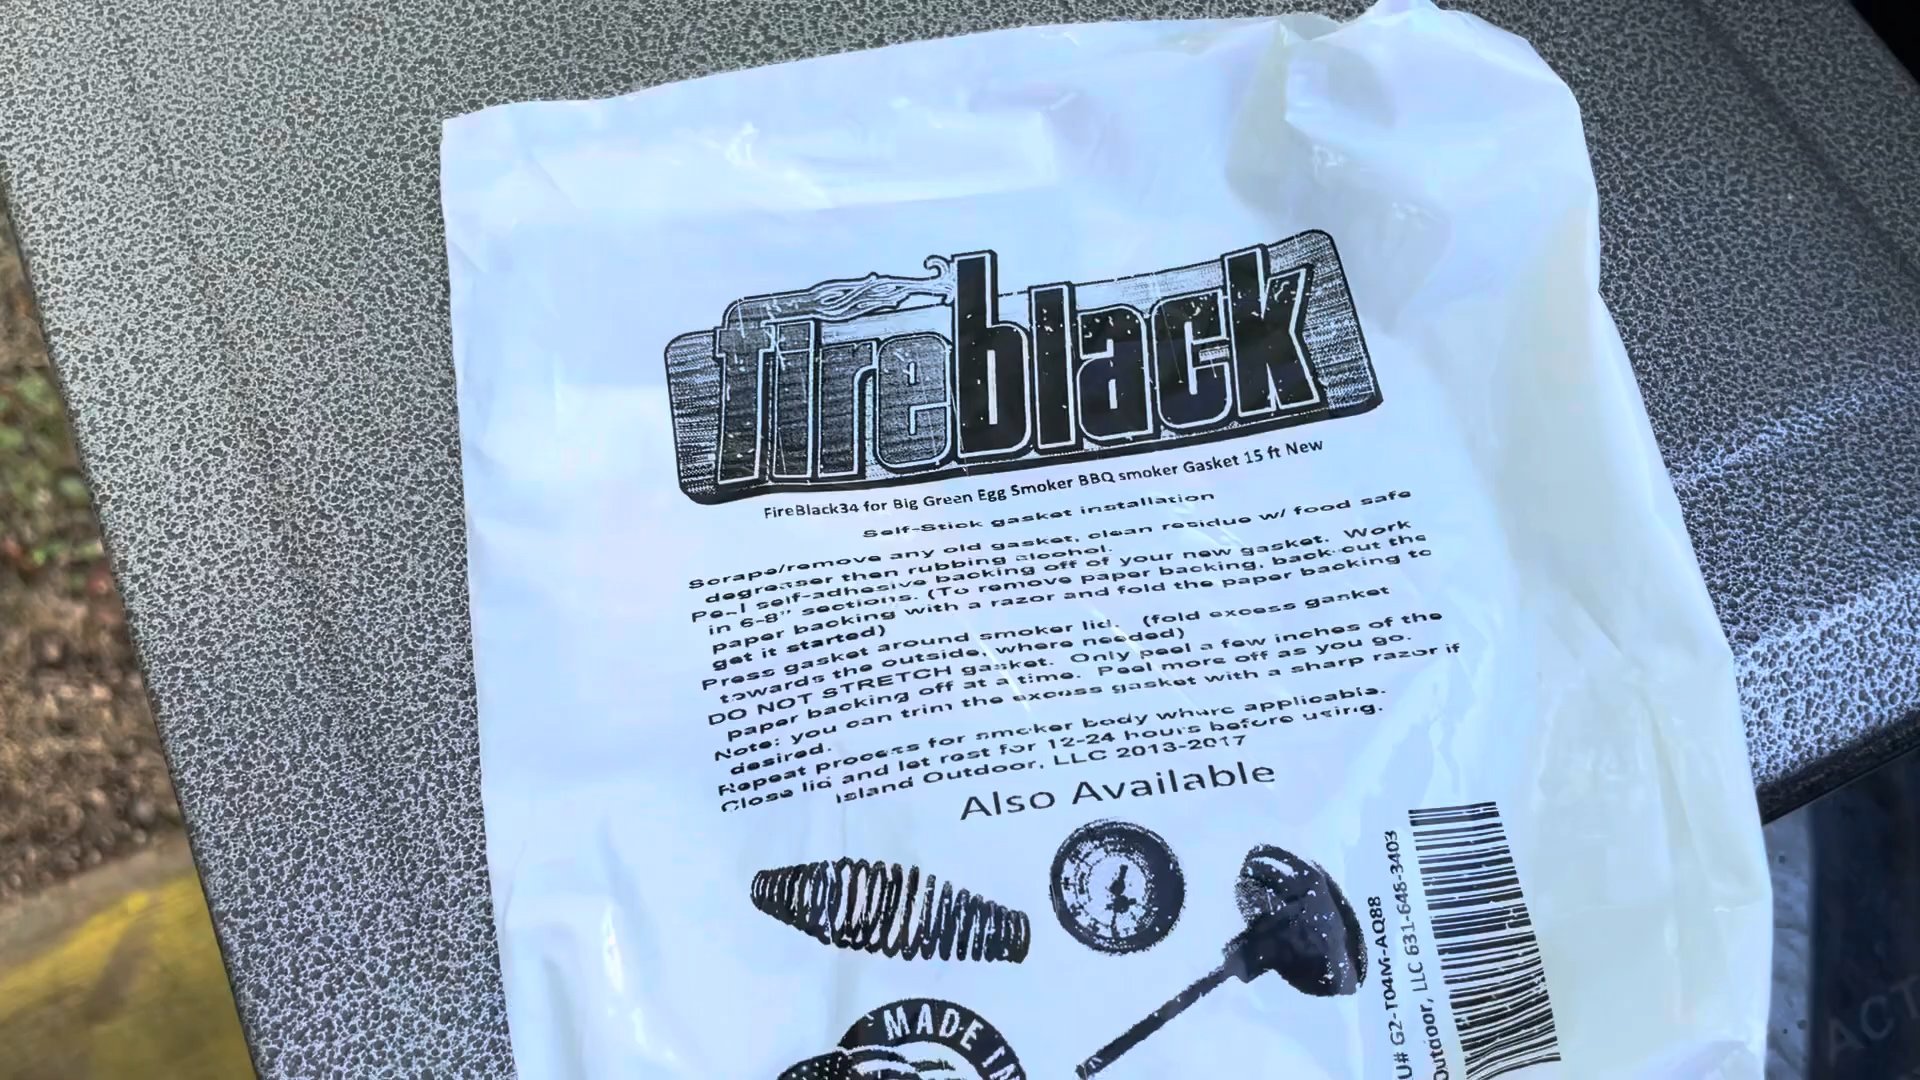 fireblack
FireBlack34 for Big Green Egg Smoker BBQ smoker Gasket 15 ft New
Self-Stick gasket installation
Scrape/remove any old gasket, clean residue w/ food safe
degreaser then rubbing alcohol.
Peel self-adhesive backing off of your new gasket. Work
in 6-8" sections. (To remove paper backing, back cut the
paper backing with a razor and fold the paper backing to
get it started)
Press gasket around smoker lid. (fold excess gasket
towards the outside, where needed)
DO NOT STRETCH gasket. Only peel a few inches of the
paper backing off at a time. Peel more off as you go.
Note: you can trim the excess gasket with a sharp razor if
desired.
Repeat process for smoker body where applicable.
Close lid and let rest for 12-24 hours before using.
Island Outdoor, LLC 2013-2017
Also Available
MADE IN
U# G2-T04M-AQ88
Outdoor, LLC 631-648-3403
ACT